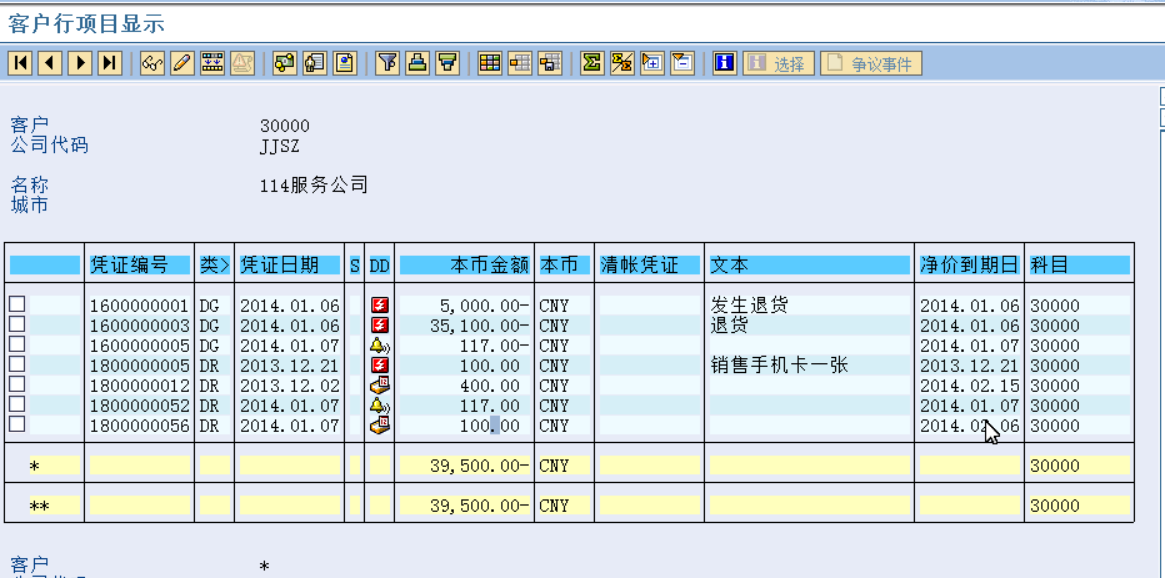 客户行项目显示
选择 争议事件
客户 30000
公司代码 JJSZ
名称 114服务公司
城市
凭证编号 类> 凭证日期 S DD 本币金额 本币 清帐凭证 文本 净价到期日 科目
1600000001 DG 2014.01.06 5,000.00- CNY 发生退货 2014.01.06 30000
1600000003 DG 2014.01.06 35,100.00- CNY 退货 2014.01.06 30000
1600000005 DG 2014.01.07 117.00- CNY 2014.01.07 30000
1800000005 DR 2013.12.21 100.00 CNY 销售手机卡一张 2013.12.21 30000
1800000012 DR 2013.12.02 400.00 CNY 2014.02.15 30000
1800000052 DR 2014.01.07 117.00 CNY 2014.01.07 30000
1800000056 DR 2014.01.07 100.00 CNY 2014.02.06 30000
* 39,500.00- CNY 30000
** 39,500.00- CNY 30000
客户 *